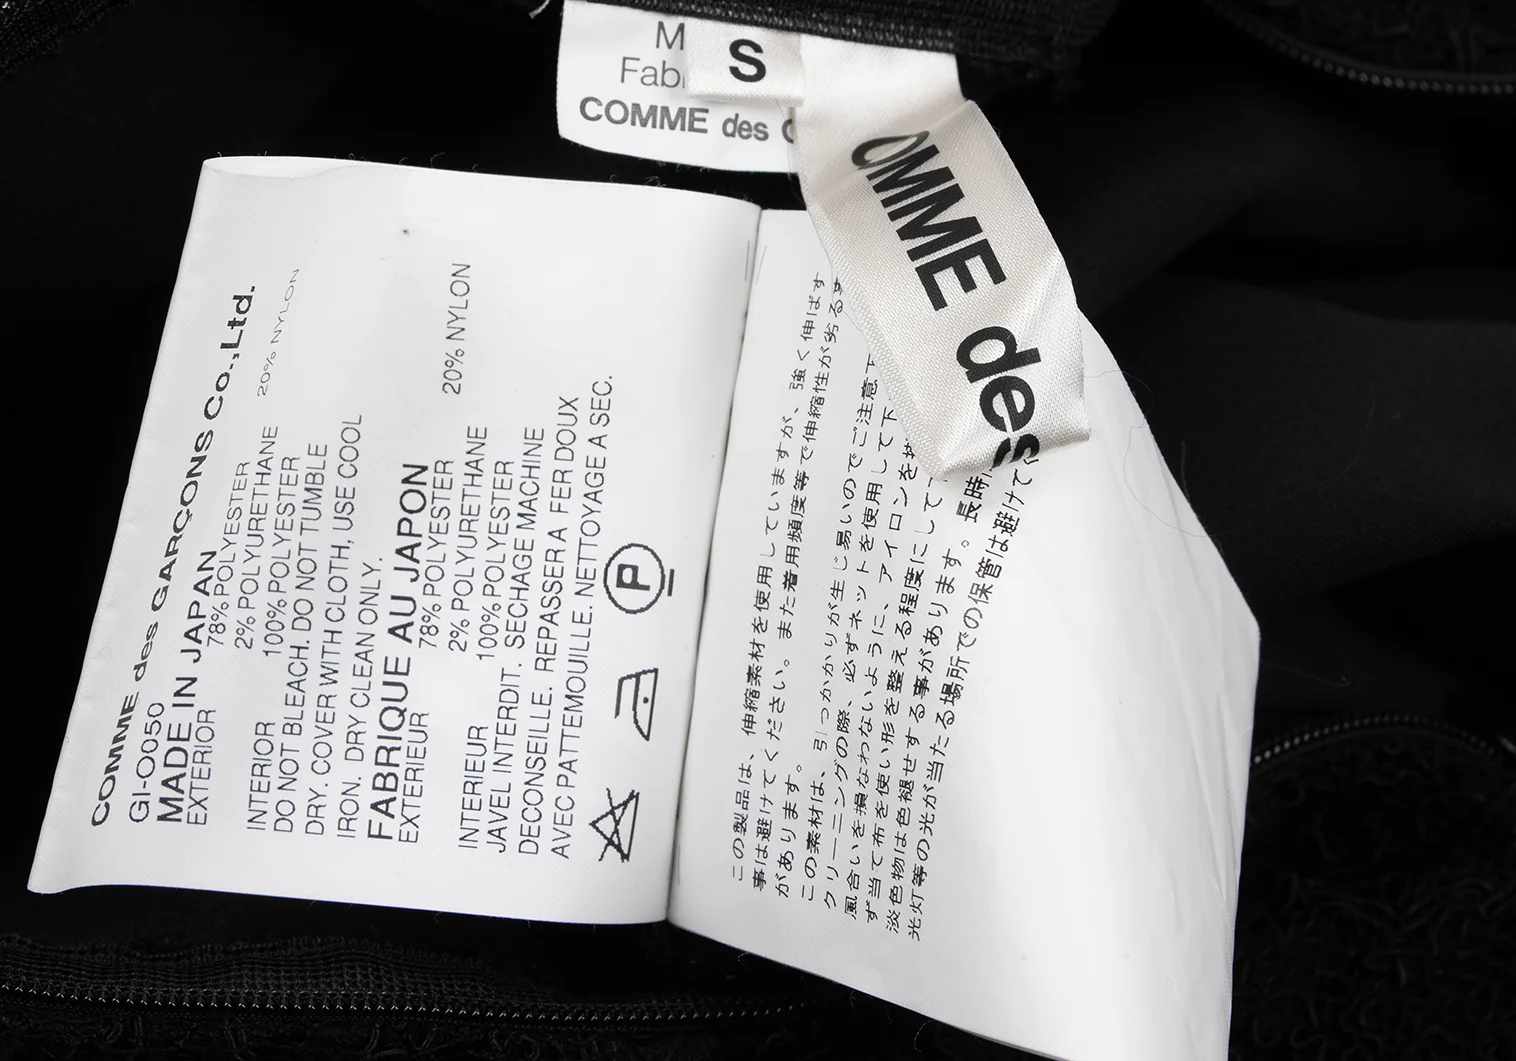 S
COMME des
OMME des
COMME des GARÇONS Co.,Ltd.
GI-O050
MADE IN JAPAN
EXTERIOR 78% POLYESTER 20% NYLON
2% POLYURETHANE
INTERIOR 100% POLYESTER
DO NOT BLEACH. DO NOT TUMBLE
DRY. COVER WITH CLOTH, USE COOL
IRON. DRY CLEAN ONLY.
FABRIQUE AU JAPON
EXTERIEUR 78% POLYESTER 20% NYLON
2% POLYURETHANE
INTERIEUR 100% POLYESTER
JAVEL INTERDIT. SECHAGE MACHINE
DECONSEILLE. REPASSER A FER DOUX
AVEC PATTEMOUILLE. NETTOYAGE A SEC.
P
この製品は、伸縮素材を使用していますが、強く伸ばす
事は避けてください。また着用頻度等で伸縮性が劣る
があります。
この素材は、引っかかりが生じ易いのでご注意下
クリーニングの際、必ずネットを使用して下
風合いを損なわないように、アイロンを
ず当て布を使い形を整える程度にして
淡色物は色褪せする事があります。長時
光灯等の光が当たる場所での保管は避けて